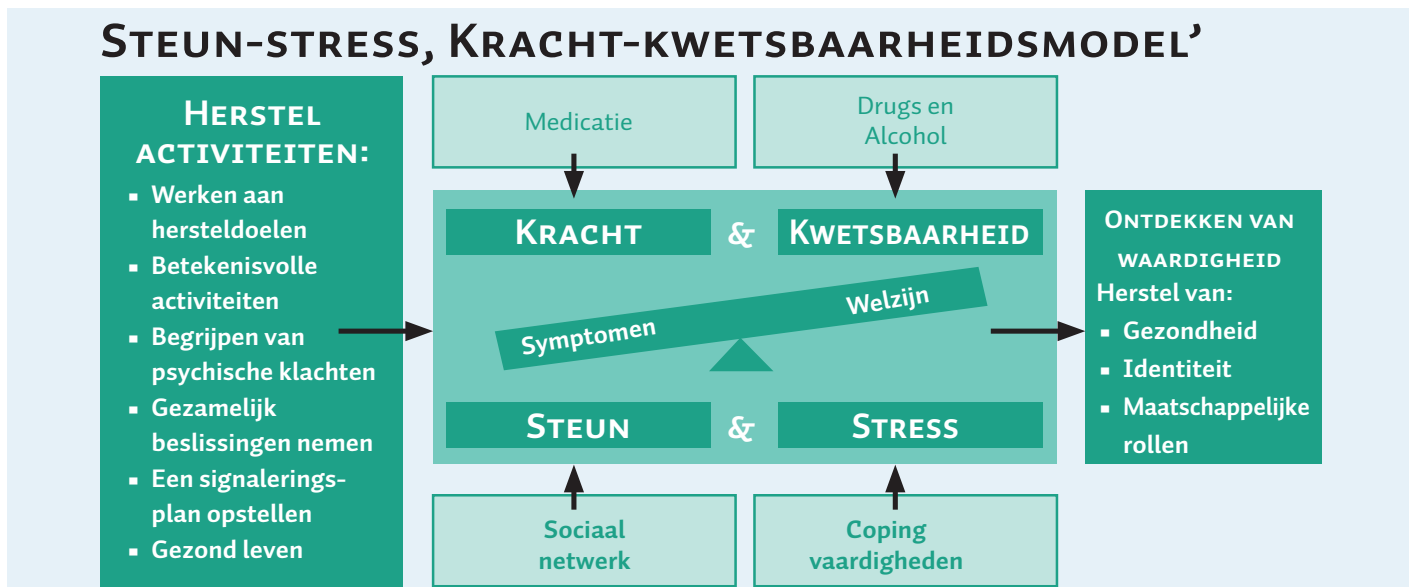 Steun-stress, Kracht-kwetsbaarheidsmodel’
Herstel
activiteiten:
▪ Werken aan
hersteldoelen
▪ Betekenisvolle
activiteiten
▪ Begrijpen van
psychische klachten
▪ Gezamelijk
beslissingen nemen
▪ Een signalerings-
plan opstellen
▪ Gezond leven
Medicatie
Drugs en
Alcohol
Kracht & Kwetsbaarheid
Symptomen Welzijn
Steun & Stress
Sociaal
netwerk
Coping
vaardigheden
Ontdekken van
waardigheid
Herstel van:
▪ Gezondheid
▪ Identiteit
▪ Maatschappelijke
rollen